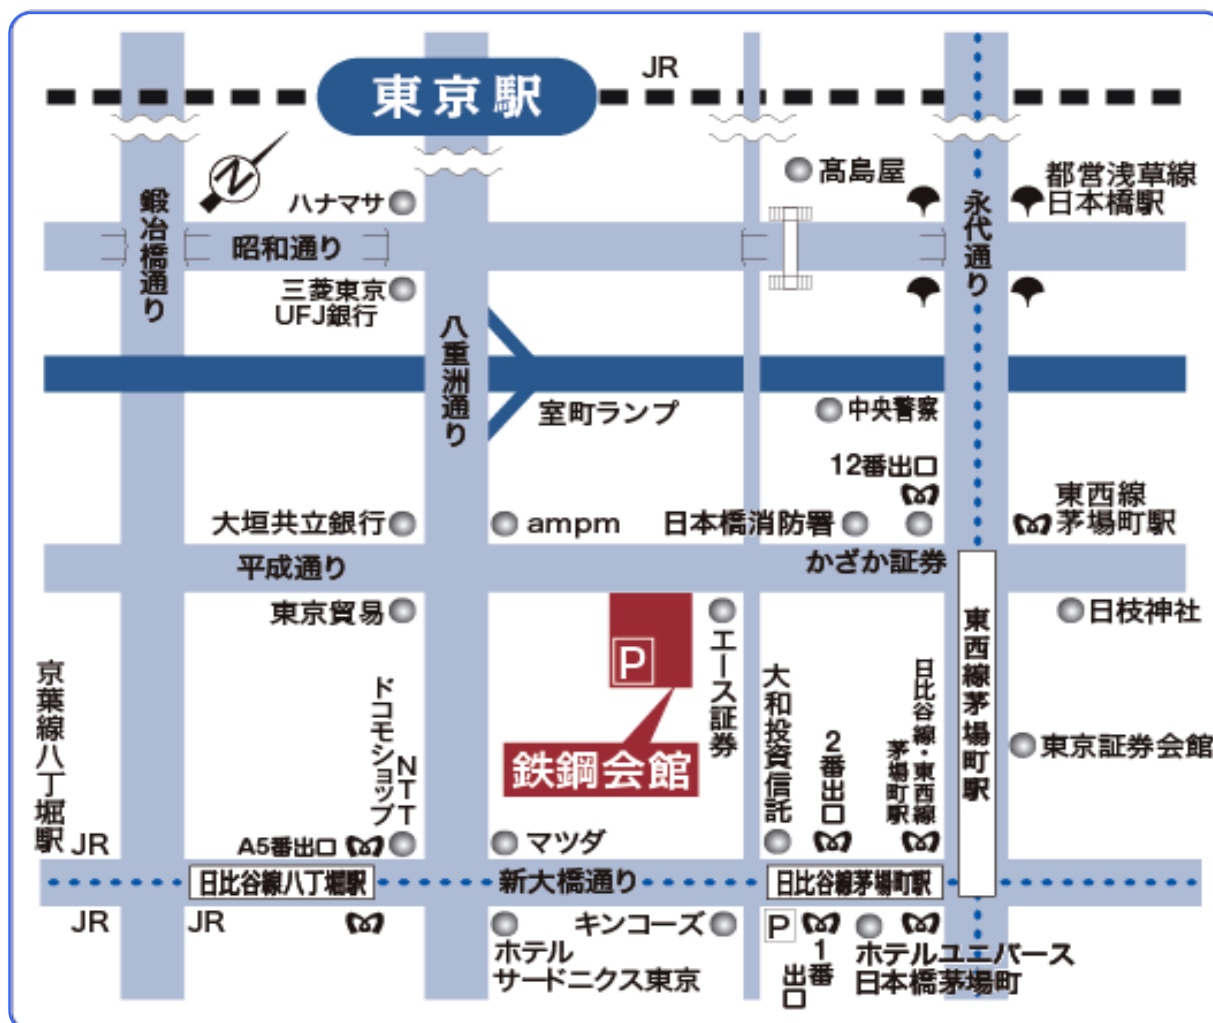 JR
東京駅
N
髙島屋
都営浅草線
日本橋駅
ハナマサ
鍛冶橋通り
昭和通り
永代通り
三菱東京
UFJ銀行
八重洲通り
室町ランプ
中央警察
12番出口
大垣共立銀行
ampm
日本橋消防署
東西線
茅場町駅
平成通り
かざか証券
東京貿易
P
エース証券
日枝神社
東西線茅場町駅
京葉線八丁堀駅
NTT
ドコモショップ
大和投資信託
2番出口
日比谷線・東西線
茅場町駅
鉄鋼会館
東京証券会館
JR
A5番出口
マツダ
日比谷線八丁堀駅
新大橋通り
日比谷線茅場町駅
JR
JR
ホテル
サードニクス東京
キンコーズ
P
1番
出口
ホテルユニバース
日本橋茅場町